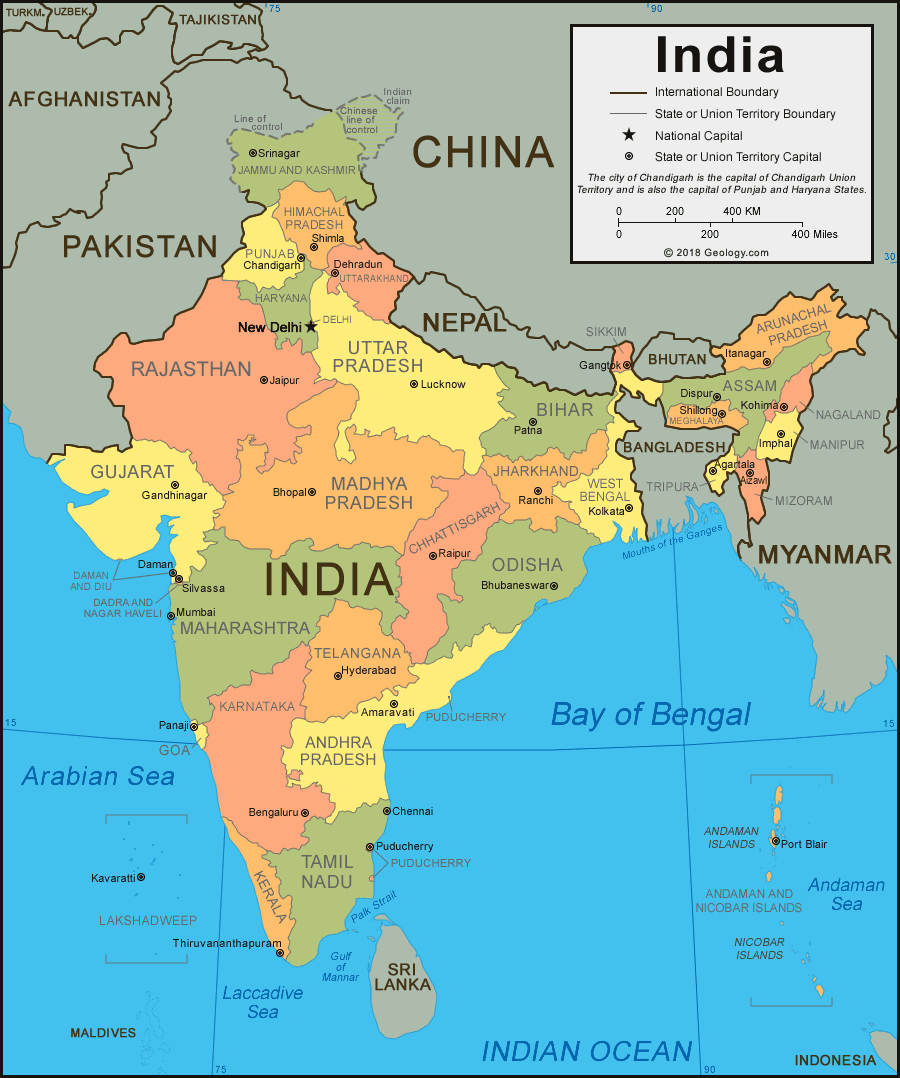 TURKM.
UZBEK.
TAJIKISTAN
75
90
AFGHANISTAN
Indian
claim
Chinese
line of
control
Line of
control
India
International Boundary
State or Union Territory Boundary
National Capital
State or Union Territory Capital
The city of Chandigarh is the capital of Chandigarh Union
Territory and is also the capital of Punjab and Haryana States.
0 200 400 KM
0 200 400 Miles
© 2018 Geology.com
CHINA
Srinagar
JAMMU AND KASHMIR
PAKISTAN
HIMACHAL
PRADESH
Shimla
PUNJAB
Chandigarh
Dehradun
UTTARAKHAND
30
HARYANA
DELHI
New Delhi
NEPAL
SIKKIM
Gangtok
BHUTAN
ARUNACHAL
PRADESH
Itanagar
RAJASTHAN
Jaipur
UTTAR
PRADESH
Lucknow
ASSAM
Dispur
Shillong
MEGHALAYA
Kohima
NAGALAND
BIHAR
Patna
BANGLADESH
Imphal
MANIPUR
GUJARAT
Gandhinagar
Bhopal
MADHYA
PRADESH
JHARKHAND
Ranchi
WEST
BENGAL
Kolkata
Agartala
TRIPURA
Aizawl
MIZORAM
CHHATTISGARH
Raipur
Mouths of the Ganges
MYANMAR
Daman
DAMAN
AND DIU
Silvassa
DADRA AND
NAGAR HAVELI
INDIA
ODISHA
Bhubaneswar
Mumbai
MAHARASHTRA
TELANGANA
Hyderabad
KARNATAKA
Amaravati
PUDUCHERRY
Bay of Bengal
15
15
Panaji
GOA
ANDHRA
PRADESH
Arabian Sea
Bengaluru
Chennai
ANDAMAN
ISLANDS
Port Blair
Puducherry
PUDUCHERRY
TAMIL
NADU
KERALA
Kavaratti
LAKSHADWEEP
ANDAMAN AND
NICOBAR ISLANDS
Andaman
Sea
Palk Strait
Thiruvananthapuram
NICOBAR
ISLANDS
Gulf
of
Mannar
SRI
LANKA
Laccadive
Sea
MALDIVES
INDIAN OCEAN
INDONESIA
75
90